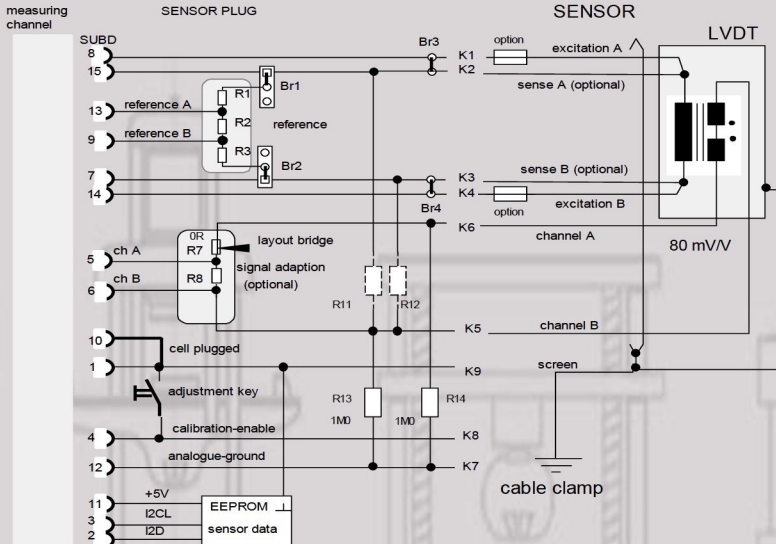 measuring
channel
SENSOR PLUG
SENSOR
LVDT
SUBD
8
Br3
K1
option
excitation A
15
K2
sense A (optional)
Br1
R1
13
reference A
R2
reference
9
reference B
R3
Br2
7
K3
sense B (optional)
14
K4
excitation B
Br4
option
K6
channel A
80 mV/V
0R
R7
layout bridge
5
ch A
signal adaption
(optional)
6
ch B
R8
R11
R12
K5
channel B
10
cell plugged
1
K9
screen
adjustment key
R13
R14
1M0
1M0
calibration-enable
4
K8
analogue-ground
12
K7
cable clamp
11
+5V
EEPROM
3
I2CL
sensor data
2
I2D